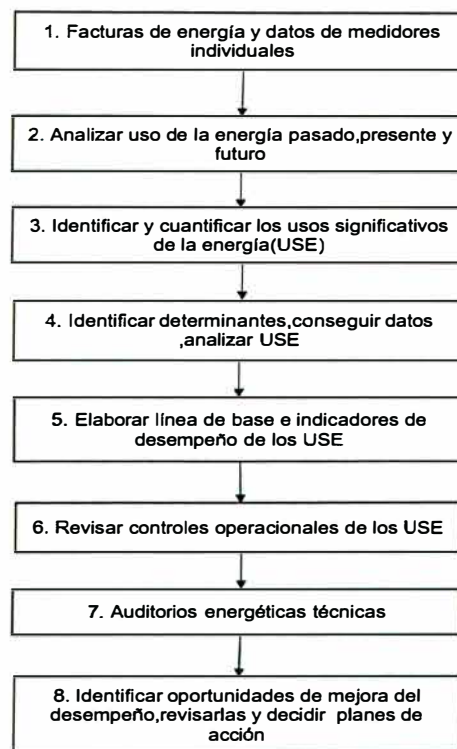 1. Facturas de energía y datos de medidores
individuales
2. Analizar uso de la energía pasado,presente y
futuro
3. Identificar y cuantificar los usos significativos
de la energía(USE)
4. Identificar determinantes,conseguir datos
,analizar USE
5. Elaborar línea de base e indicadores de
desempeño de los USE
6. Revisar controles operacionales de los USE
7. Auditorios energéticas técnicas
8. Identificar oportunidades de mejora del
desempeño,revisarlas y decidir planes de
acción